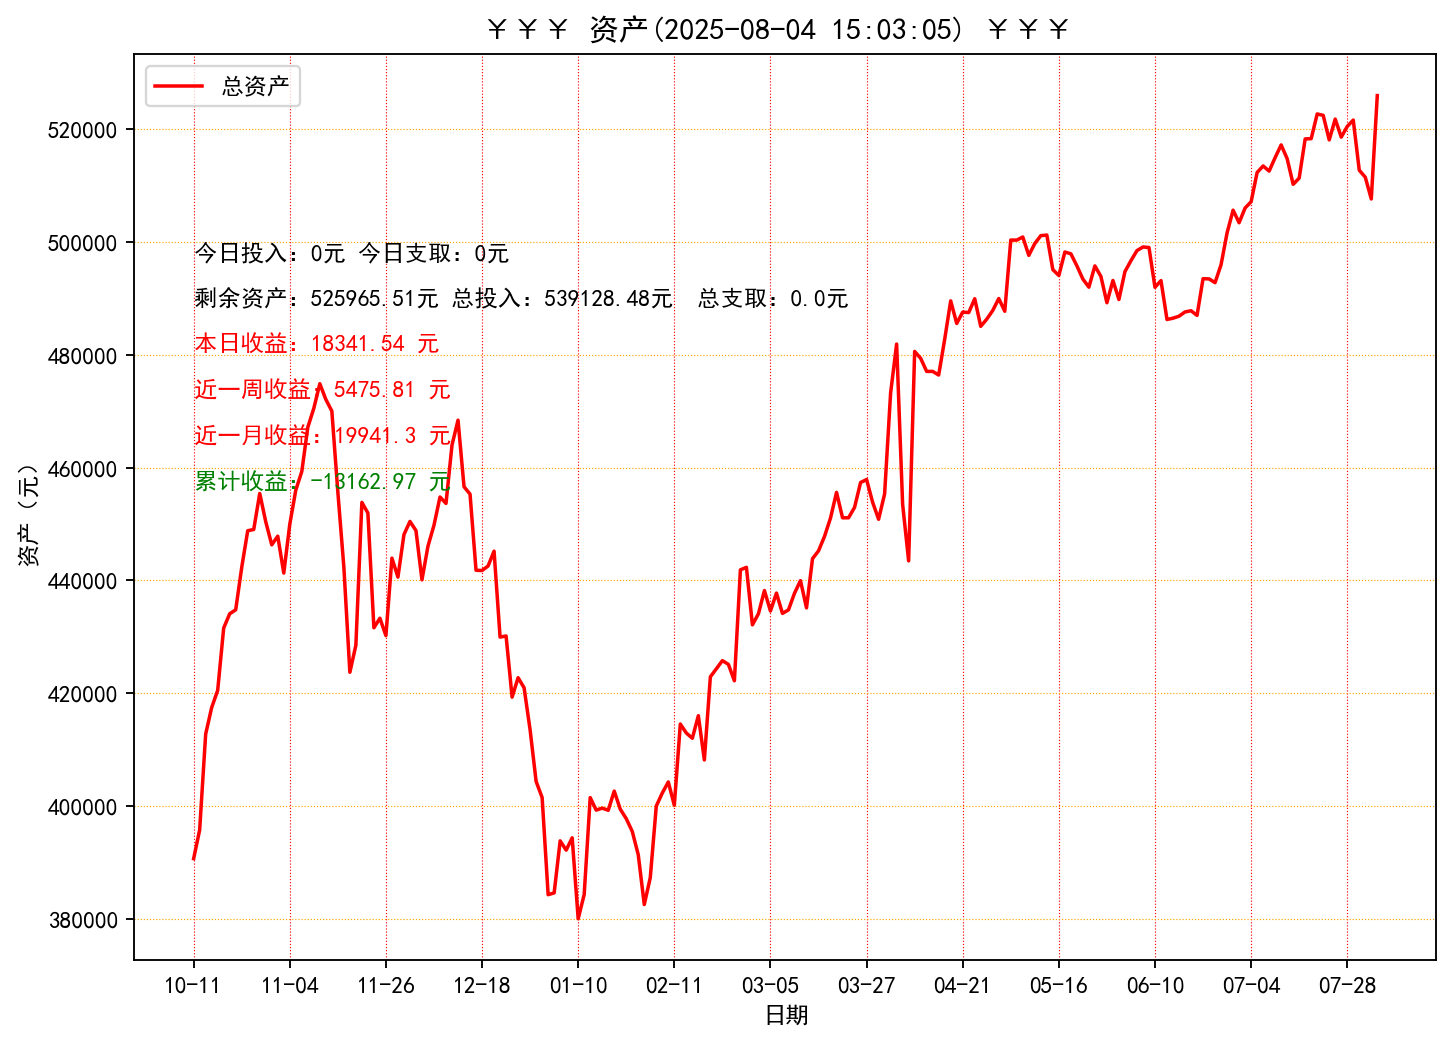 ￥￥￥ 资产(2025-08-04 15:03:05) ￥￥￥
总资产
520000
500000
480000
460000
440000
420000
400000
380000
资产（元）
今日投入：0元 今日支取：0元
剩余资产：525965.51元 总投入：539128.48元  总支取：0.0元
本日收益：18341.54 元
近一周收益：5475.81 元
近一月收益：19941.3 元
累计收益：-13162.97 元
10-11 11-04 11-26 12-18 01-10 02-11 03-05 03-27 04-21 05-16 06-10 07-04 07-28
日期